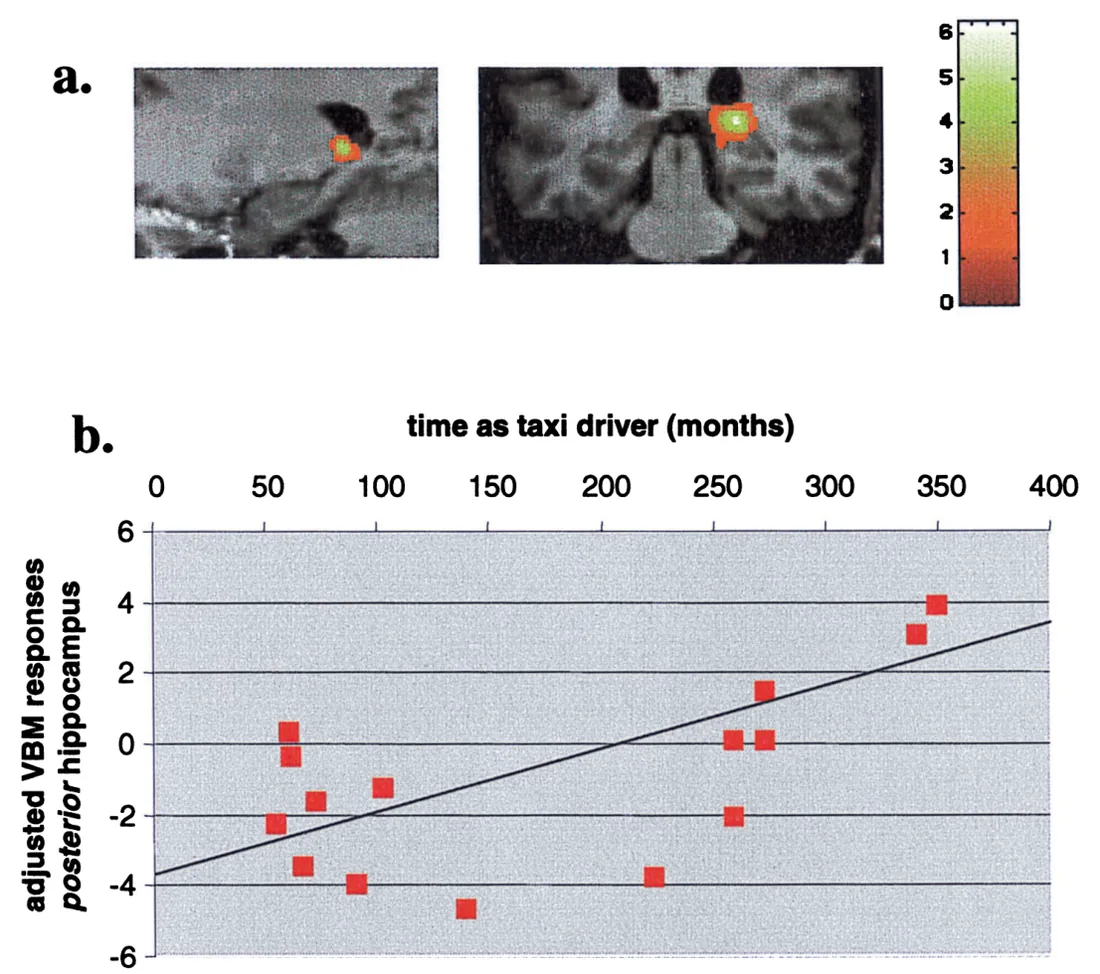 a.
6
5
4
3
2
1
0
b.
time as taxi driver (months)
0 50 100 150 200 250 300 350 400
adjusted VBM responses
posterior hippocampus
6
4
2
0
-2
-4
-6